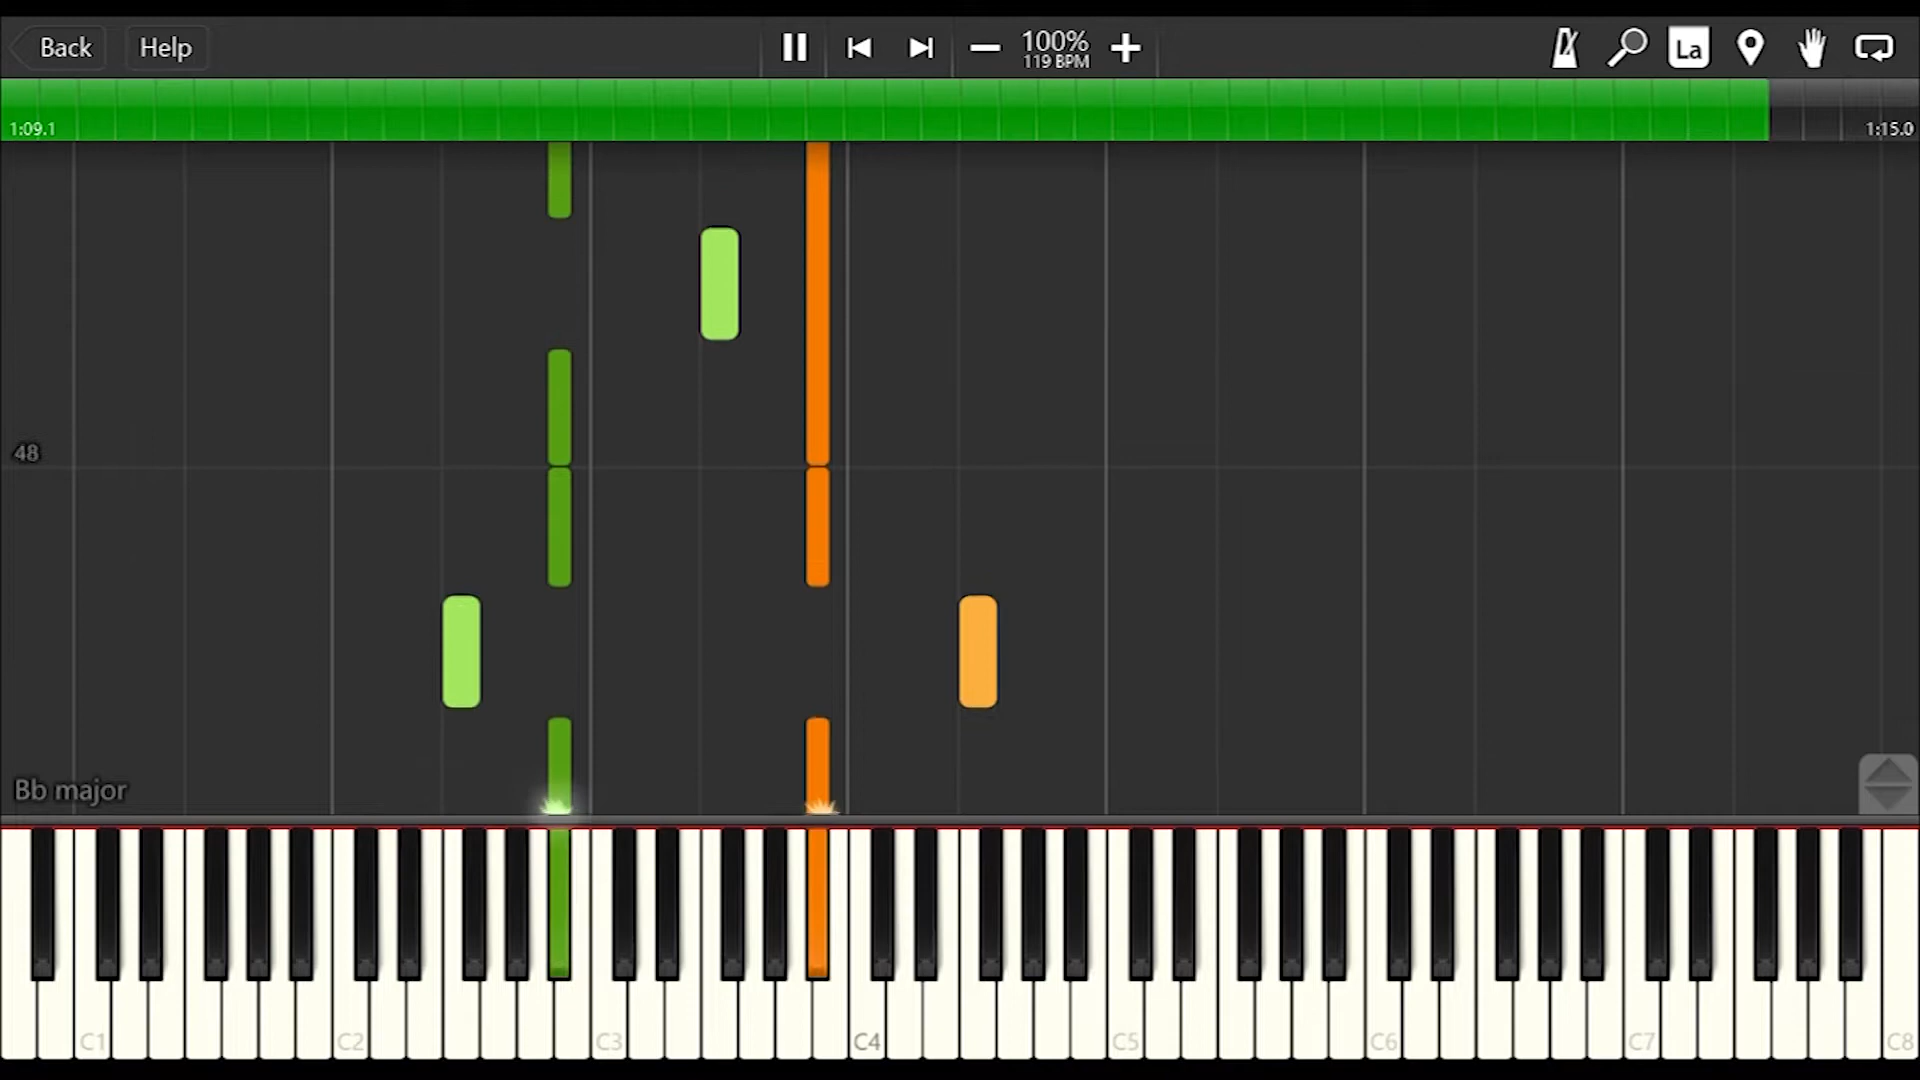 Back
Help
100%
119 BPM
La
1:09.1
1:15.0
48
Bb major
C1
C2
C3
C4
C5
C6
C7
C8